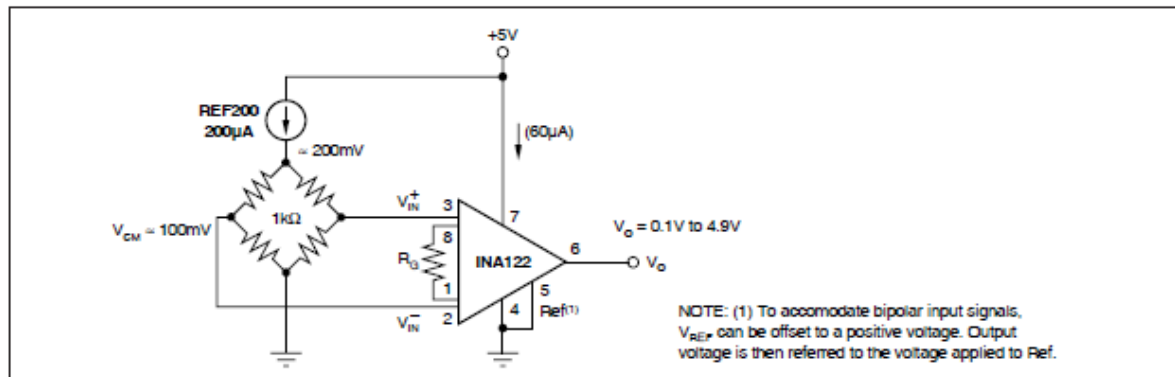 +5V
REF200
200µA
(60µA)
≃ 200mV
1kΩ
V_CM ≃ 100mV
V_IN^+
3
7
8
R_G
INA122
6
V_O = 0.1V to 4.9V
V_O
1
5
4
Ref(1)
2
V_IN^–
NOTE: (1) To accomodate bipolar input signals,
V_REF can be offset to a positive voltage. Output
voltage is then referred to the voltage applied to Ref.